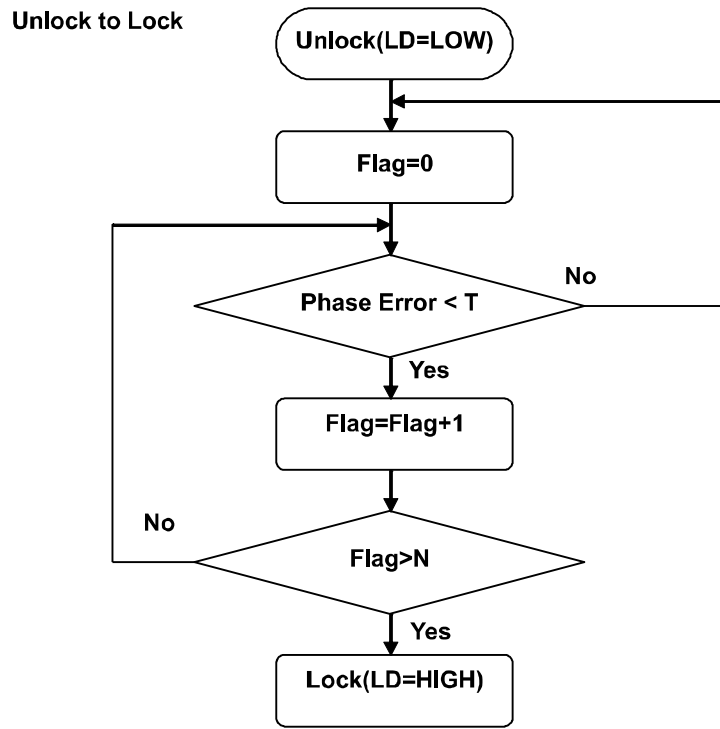 Unlock to Lock
Unlock(LD=LOW)
Flag=0
Phase Error < T
No
Yes
Flag=Flag+1
No
Flag>N
Yes
Lock(LD=HIGH)